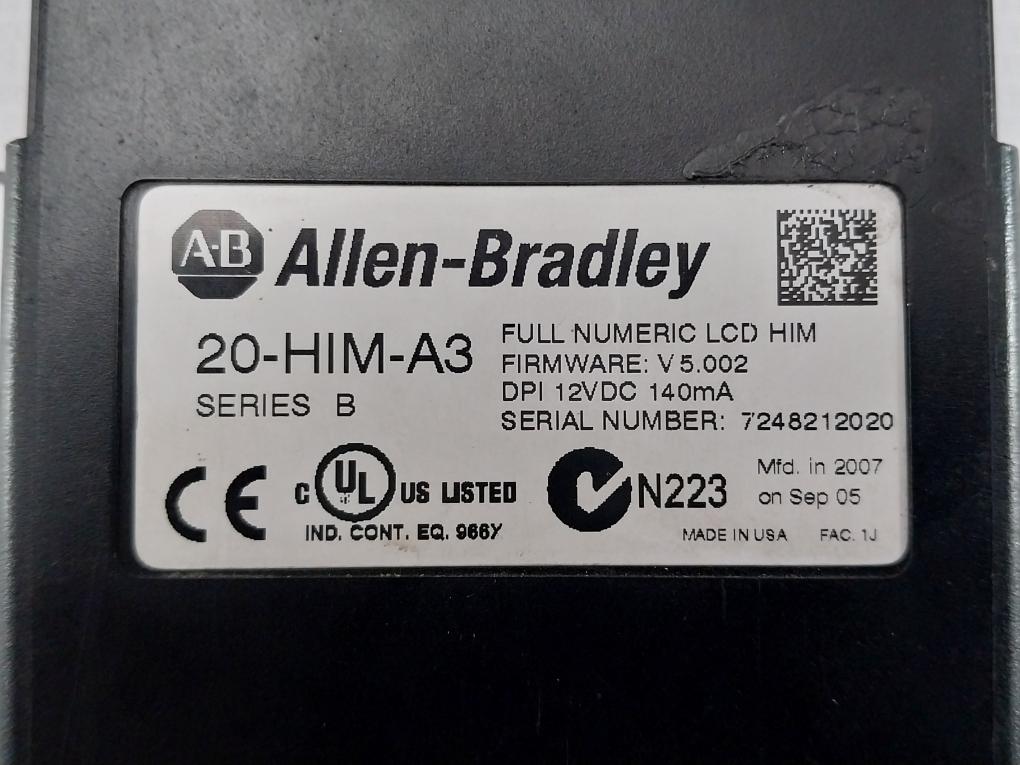 A-B Allen-Bradley
20-HIM-A3
SERIES B
FULL NUMERIC LCD HIM
FIRMWARE: V 5.002
DPI 12VDC 140mA
SERIAL NUMBER: 7248212020
CE
C UL US LISTED
IND. CONT. EQ. 966Y
N223
Mfd. in 2007
on Sep 05
MADE IN USA FAC. 1J